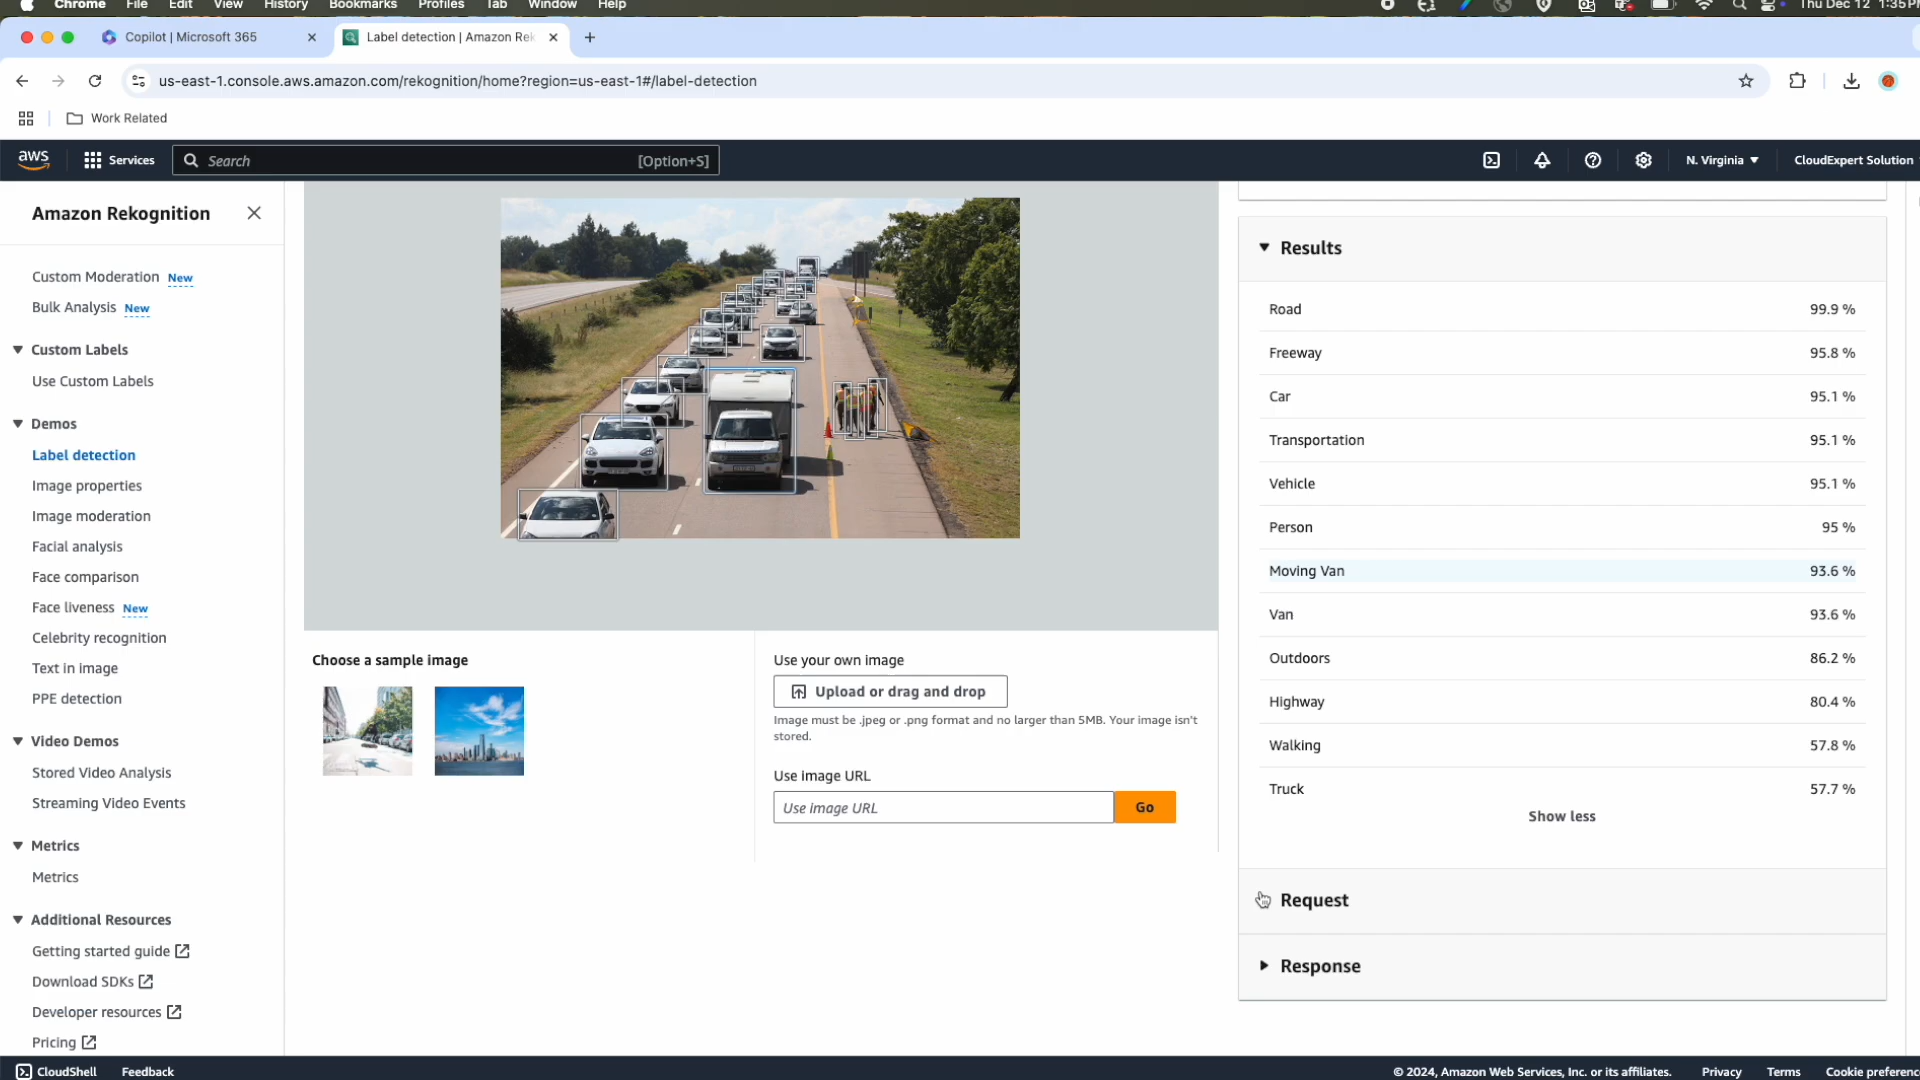 Chrome File Edit View History Bookmarks Profiles Tab Window Help
Thu Dec 12 1:35
Copilot | Microsoft 365
Label detection | Amazon Rek
us-east-1.console.aws.amazon.com/rekognition/home?region=us-east-1#/label-detection
Work Related
aws
Services
Search
[Option+S]
N. Virginia
CloudExpert Solution
Amazon Rekognition
Custom Moderation New
Bulk Analysis New
Custom Labels
Use Custom Labels
Demos
Label detection
Image properties
Image moderation
Facial analysis
Face comparison
Face liveness New
Celebrity recognition
Text in image
PPE detection
Video Demos
Stored Video Analysis
Streaming Video Events
Metrics
Metrics
Additional Resources
Getting started guide
Download SDKs
Developer resources
Pricing
Choose a sample image
Use your own image
Upload or drag and drop
Image must be .jpeg or .png format and no larger than 5MB. Your image isn't
stored.
Use image URL
Use image URL
Go
Results
Road 99.9 %
Freeway 95.8 %
Car 95.1 %
Transportation 95.1 %
Vehicle 95.1 %
Person 95 %
Moving Van 93.6 %
Van 93.6 %
Outdoors 86.2 %
Highway 80.4 %
Walking 57.8 %
Truck 57.7 %
Show less
Request
Response
CloudShell
Feedback
© 2024, Amazon Web Services, Inc. or its affiliates.
Privacy
Terms
Cookie preferenc